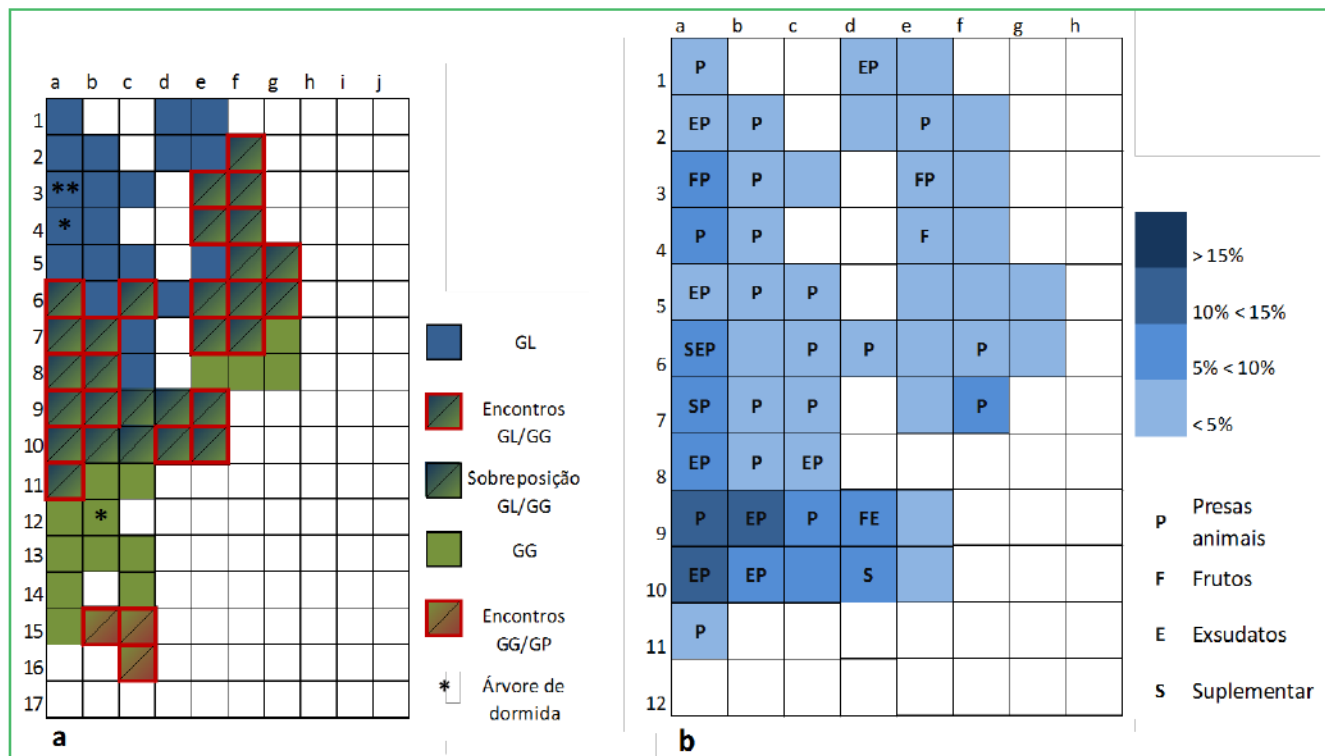 a b c d e f g h i j
1
2
3 **
4 *
5
6
7
8
9
10
11
12 *
13
14
15
16
17
a
GL
Encontros
GL/GG
Sobreposição
GL/GG
GG
Encontros
GG/GP
* Árvore de
dormida
a b c d e f g h
1 P EP
2 EP P P
3 FP P FP
4 P P F
5 EP P P
6 SEP P P P
7 SP P P P
8 EP P EP
9 P EP P FE
10 EP EP S
11 P
12
b
> 15%
10% < 15%
5% < 10%
< 5%
P Presas
animais
F Frutos
E Exsudatos
S Suplementar